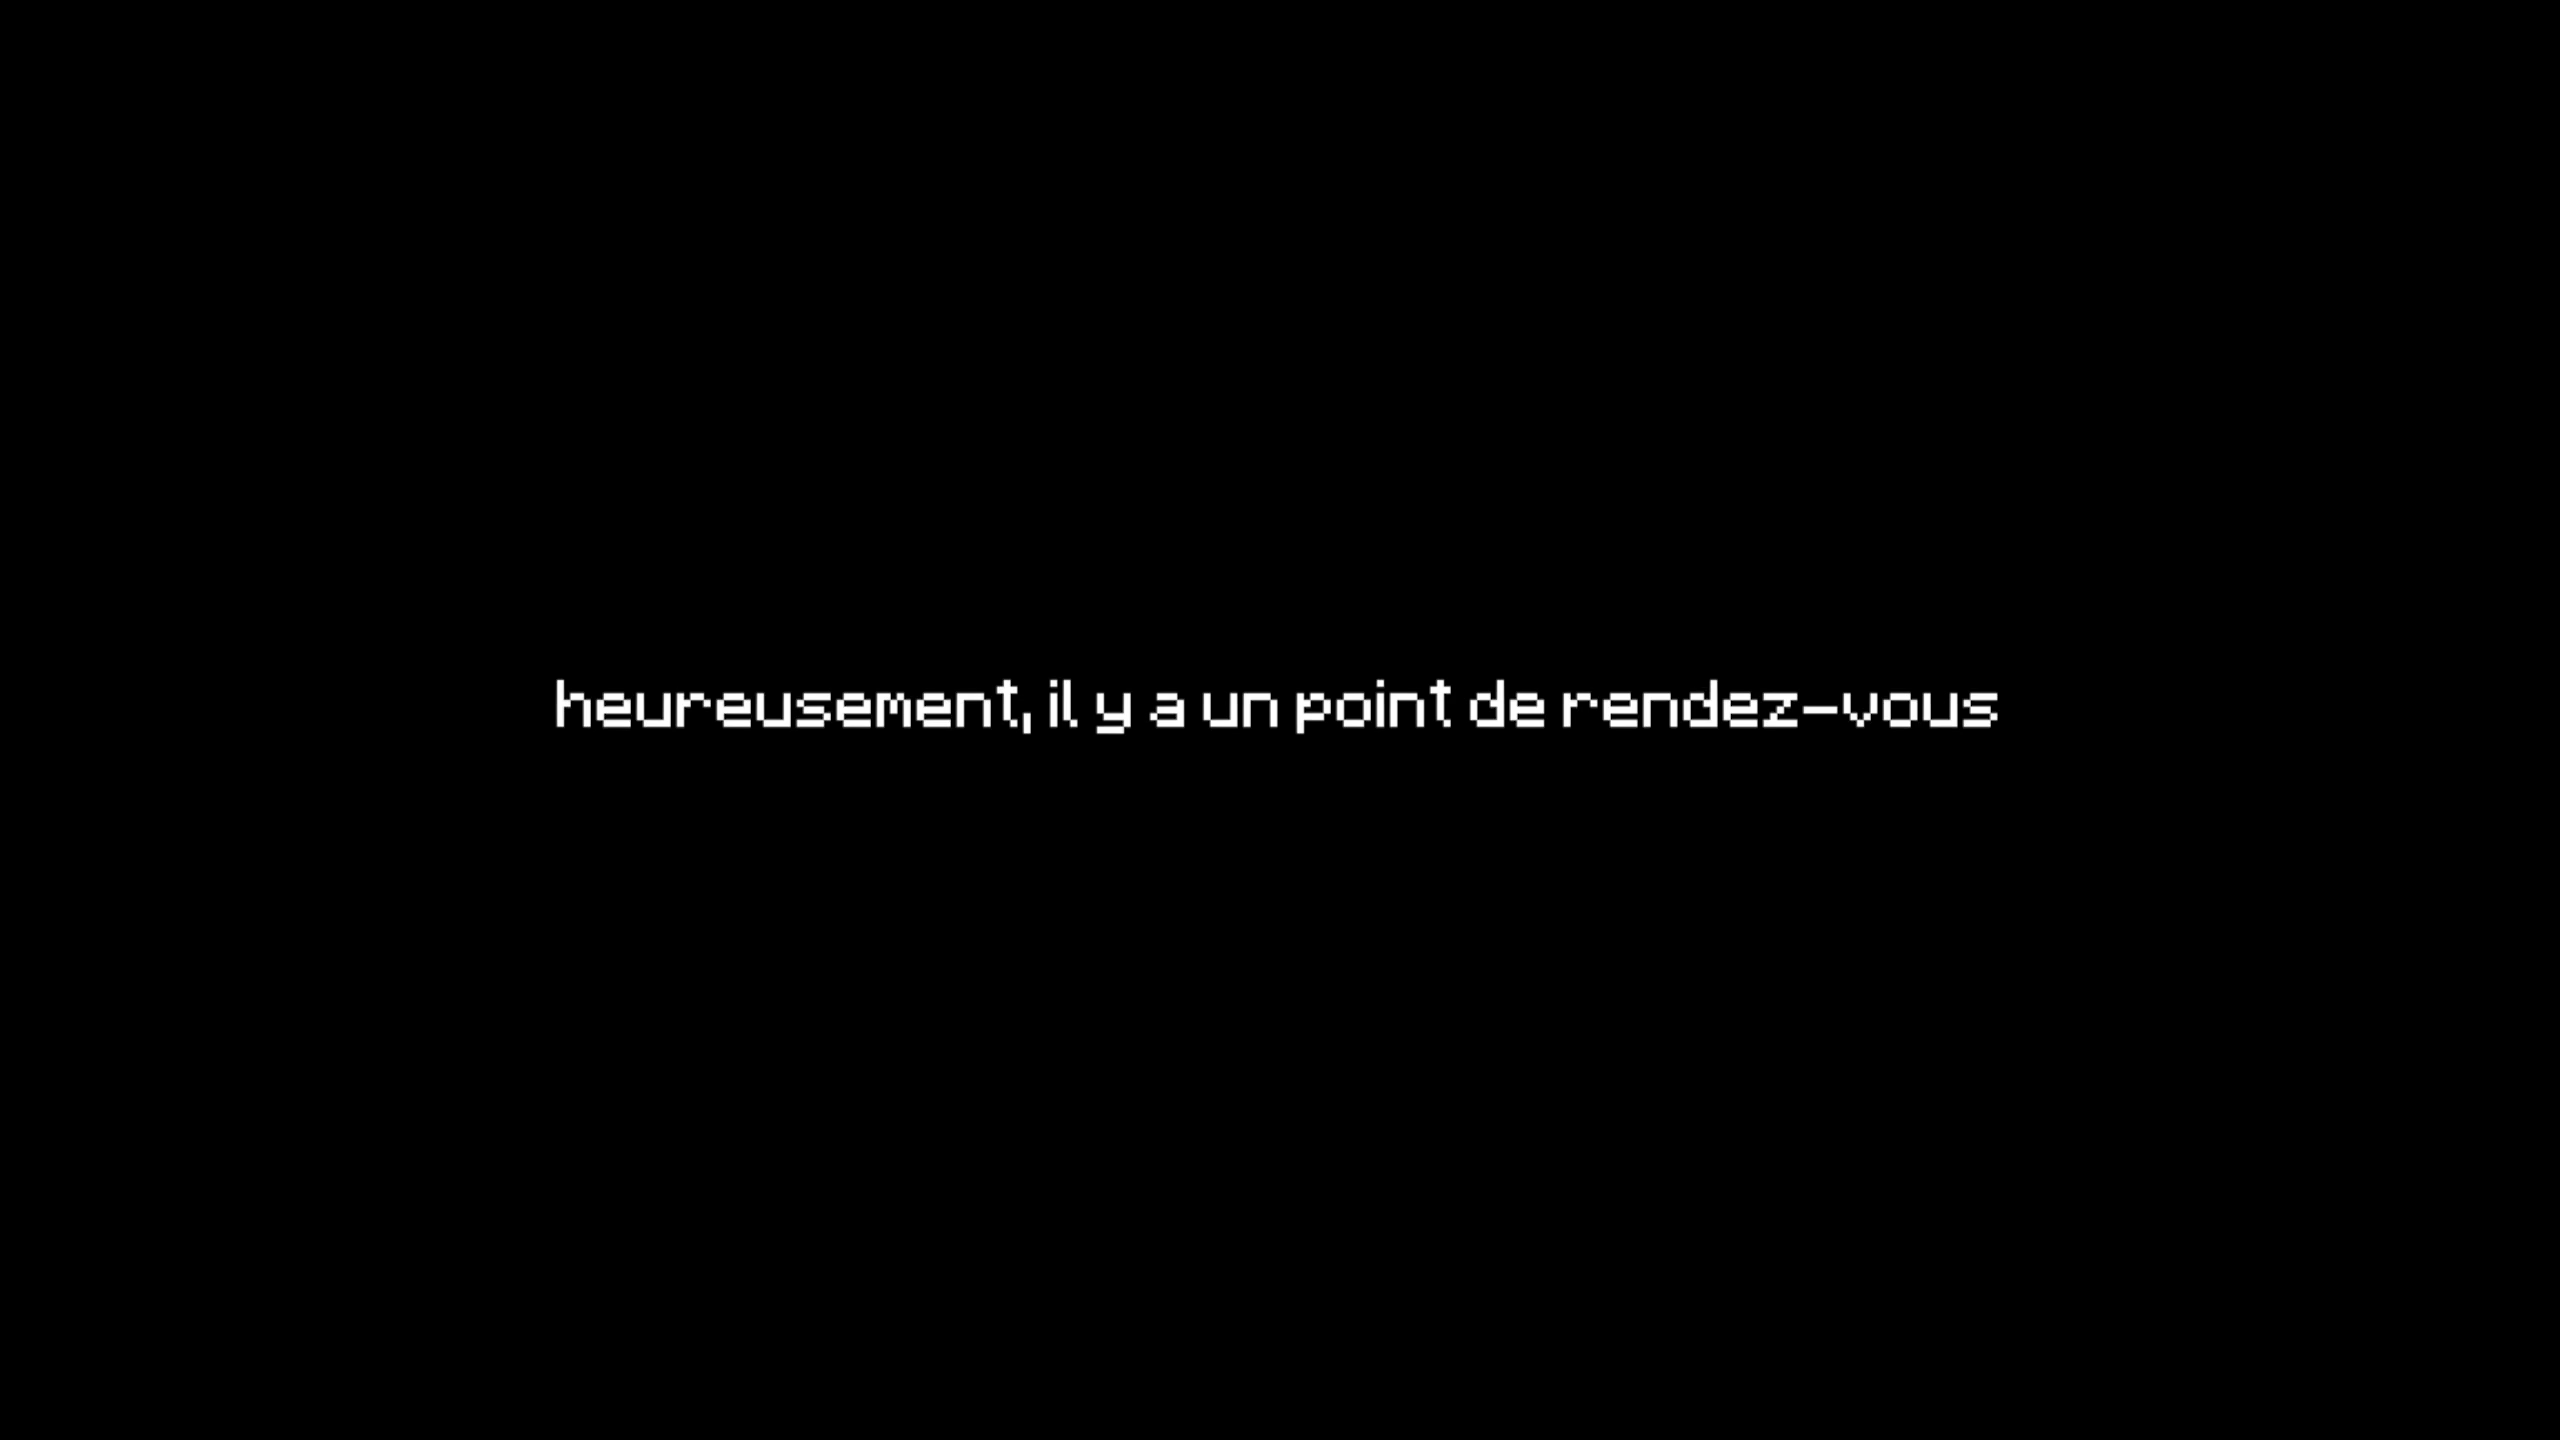 heureusement, il y a un point de rendez-vous